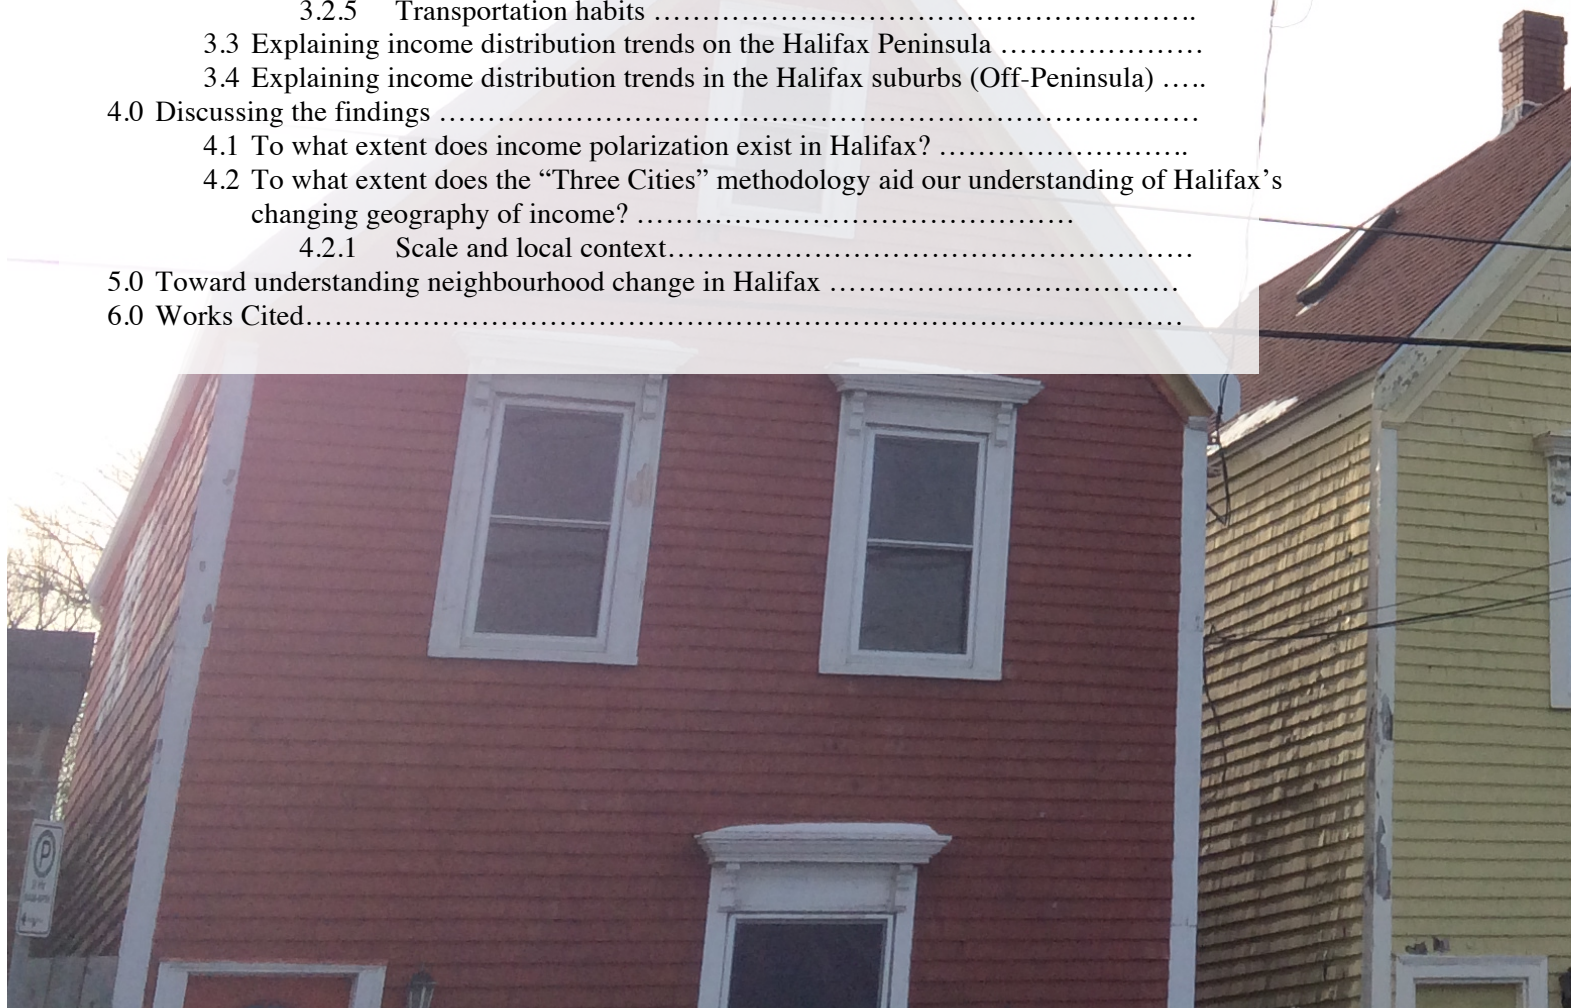 3.2.5 Transportation habits ……………………………………………………….
3.3 Explaining income distribution trends on the Halifax Peninsula …………………
3.4 Explaining income distribution trends in the Halifax suburbs (Off-Peninsula) …..
4.0 Discussing the findings ………………………………………………………………………
4.1 To what extent does income polarization exist in Halifax? ……………………..
4.2 To what extent does the “Three Cities” methodology aid our understanding of Halifax’s
changing geography of income? ………………………………………
4.2.1 Scale and local context………………………………………………
5.0 Toward understanding neighbourhood change in Halifax ………………………………
6.0 Works Cited………………………………………………………………………………
P